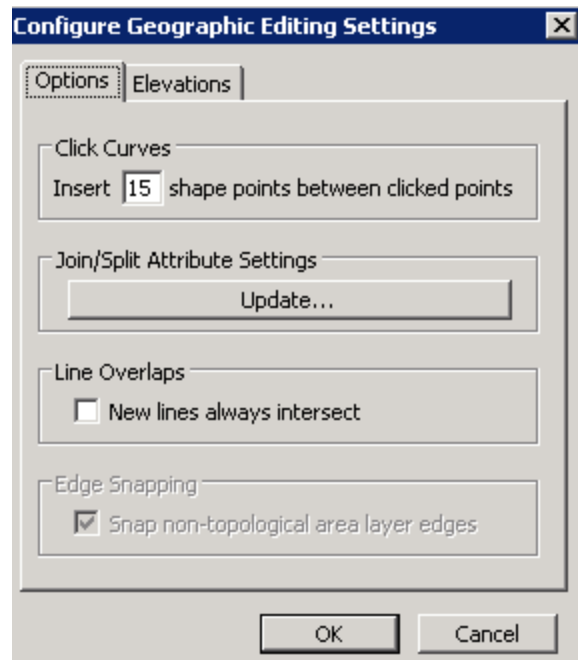 Configure Geographic Editing Settings
Options
Elevations
Click Curves
Insert 15 shape points between clicked points
Join/Split Attribute Settings
Update...
Line Overlaps
New lines always intersect
Edge Snapping
Snap non-topological area layer edges
OK
Cancel